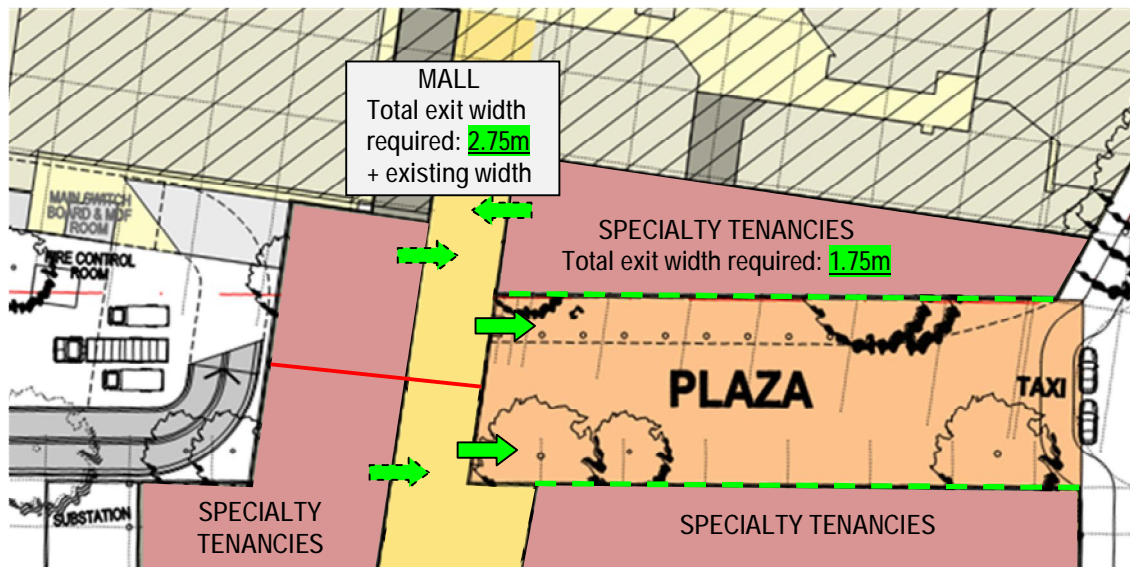 MALL
Total exit width
required: 2.75m
+ existing width
MAIN SWITCH
BOARD & MDF
ROOM
FIRE CONTROL
ROOM
SPECIALTY TENANCIES
Total exit width required: 1.75m
PLAZA
TAXI
SUBSTATION
SPECIALTY
TENANCIES
SPECIALTY TENANCIES